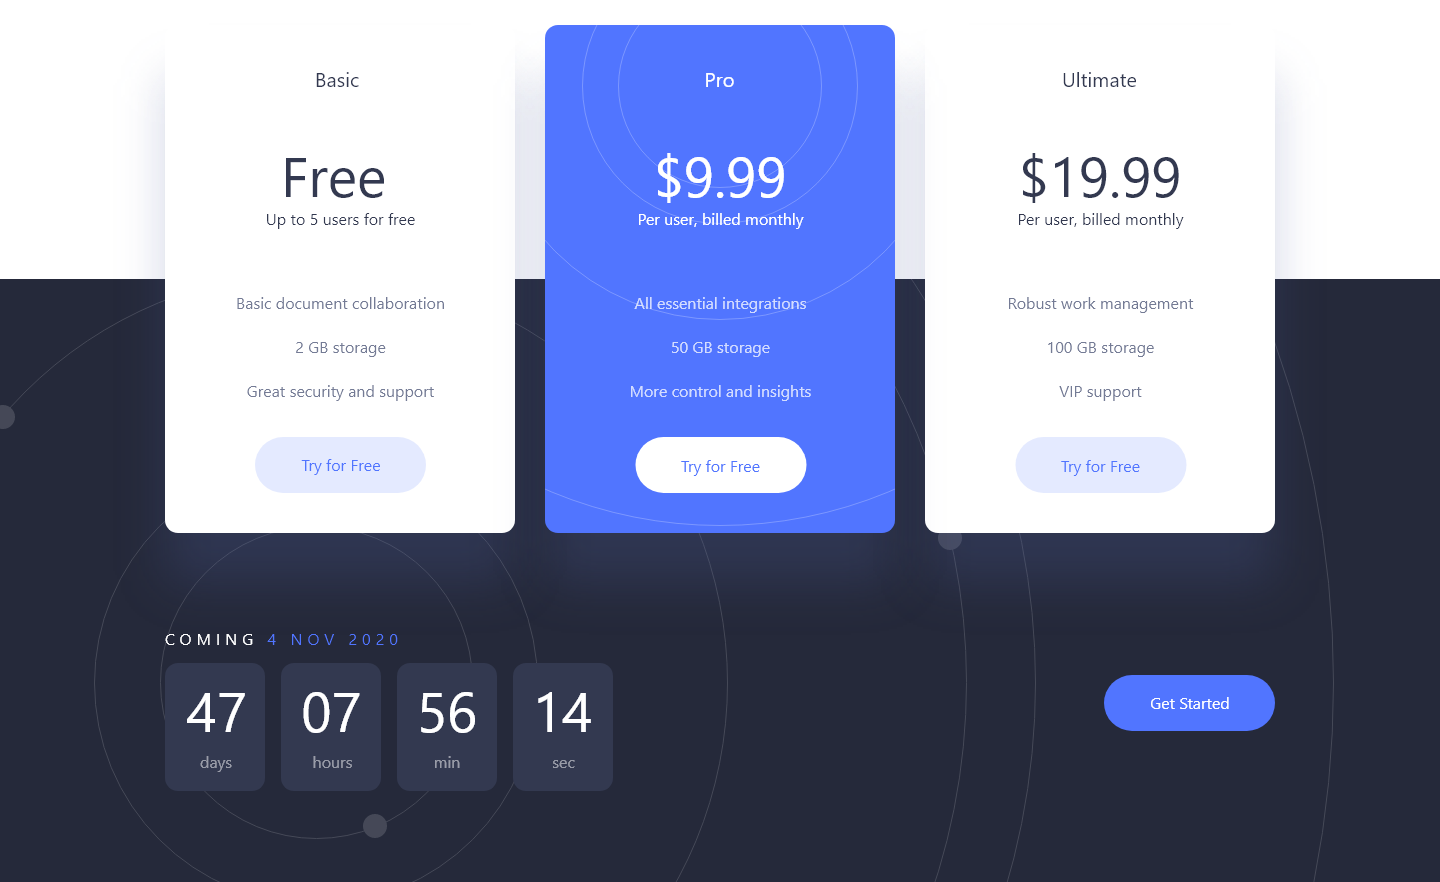 Basic
Free
Up to 5 users for free
Basic document collaboration
2 GB storage
Great security and support
Try for Free
Pro
$9.99
Per user, billed monthly
All essential integrations
50 GB storage
More control and insights
Try for Free
Ultimate
$19.99
Per user, billed monthly
Robust work management
100 GB storage
VIP support
Try for Free
COMING 4 NOV 2020
47 07 56 14
days hours min sec
Get Started